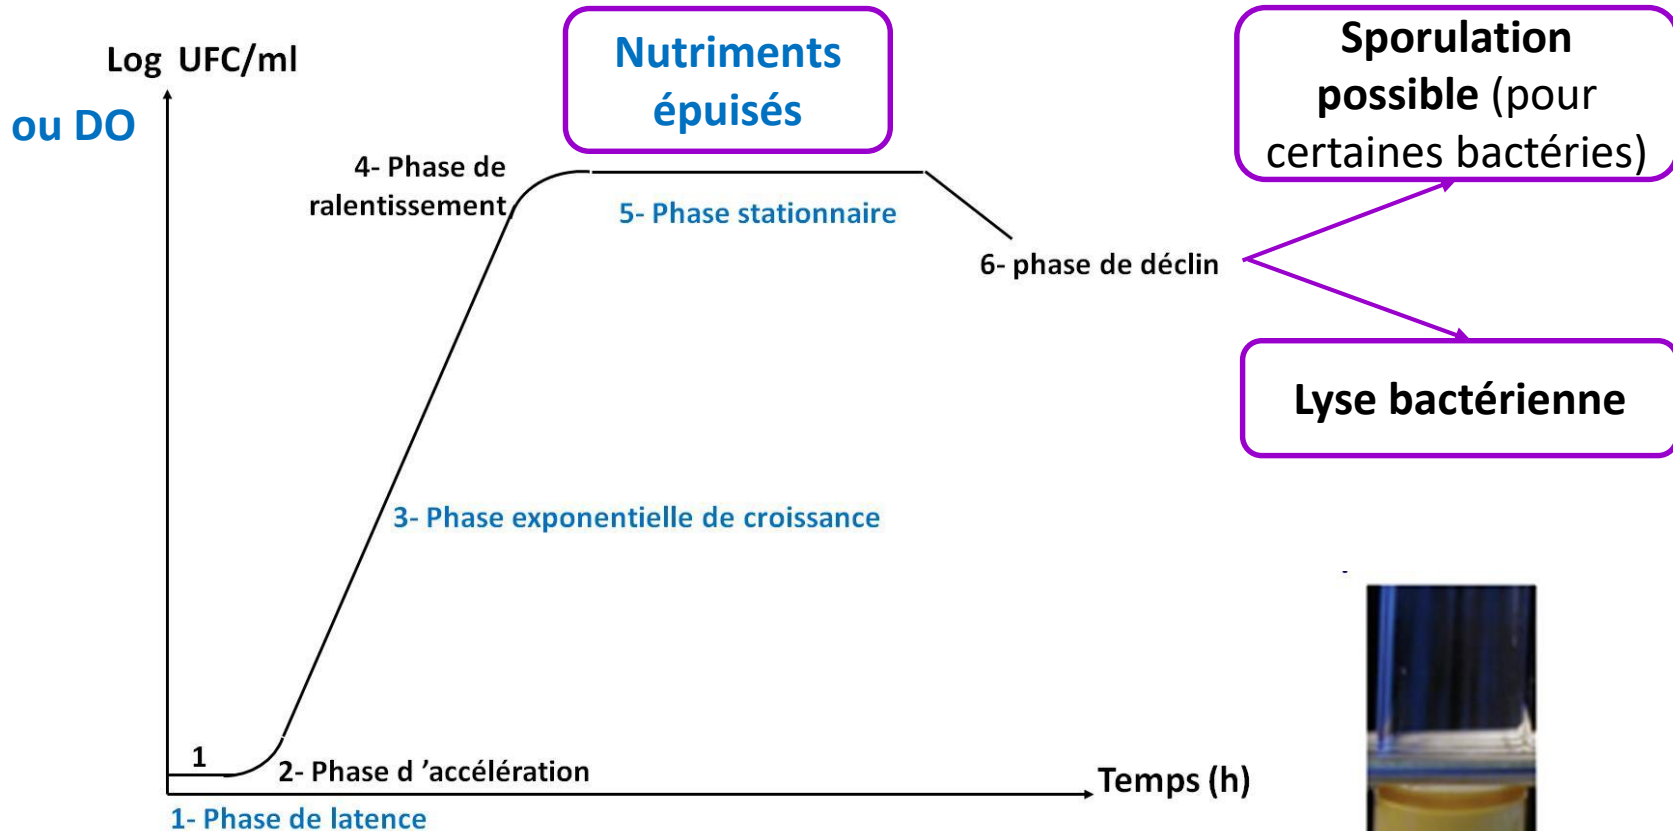 Log UFC/ml
ou DO
Nutriments
épuisés
Sporulation
possible (pour
certaines bactéries)
4- Phase de
ralentissement
5- Phase stationnaire
6- phase de déclin
Lyse bactérienne
3- Phase exponentielle de croissance
1
2- Phase d ’accélération
Temps (h)
1- Phase de latence